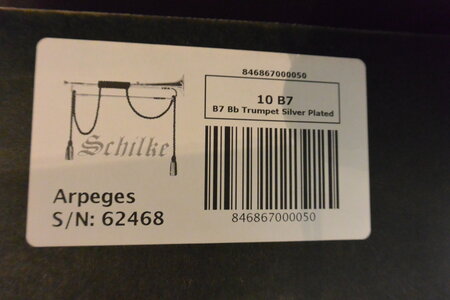 846867000050
10 B7
B7 Bb Trumpet Silver Plated
Schilke
846867000050
Arpeges
S/N: 62468